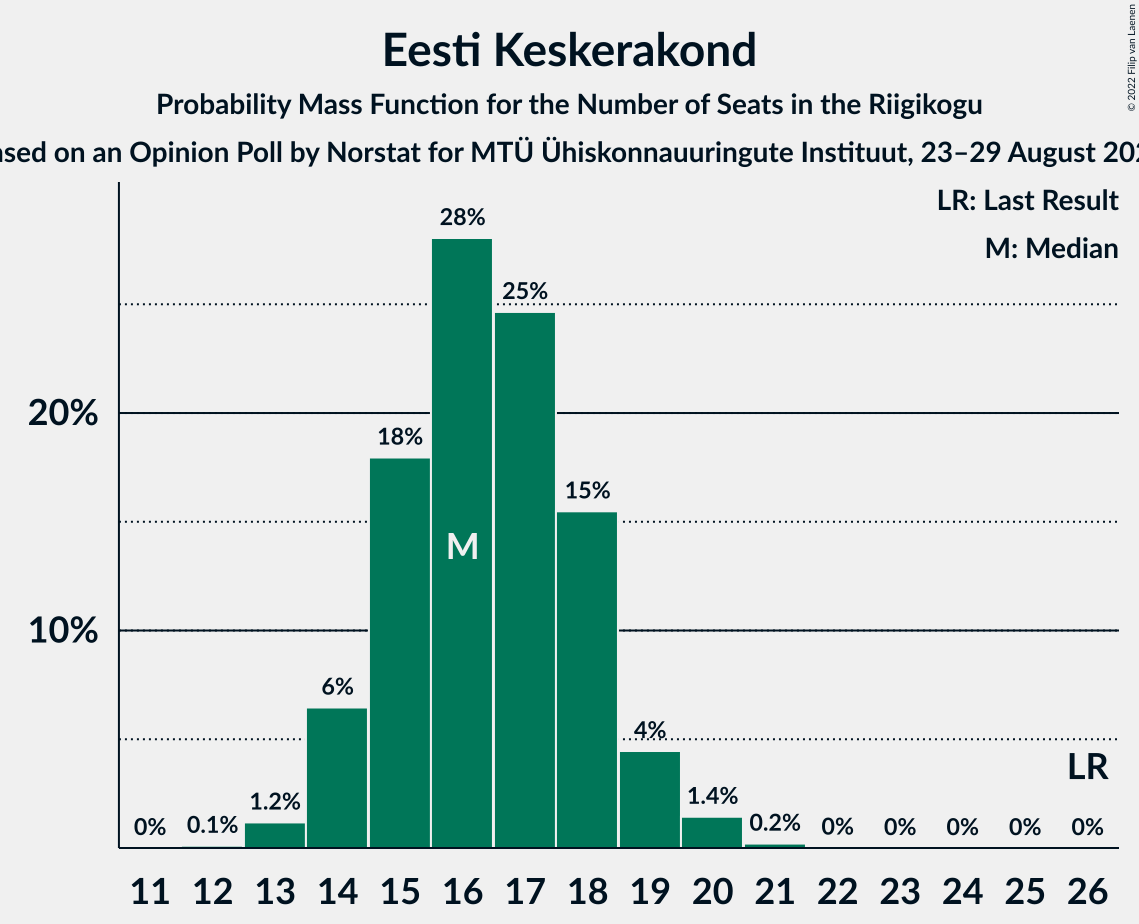 © 2022 Filip van Laenen
Eesti Keskerakond
Probability Mass Function for the Number of Seats in the Riigikogu
on an Opinion Poll by Norstat for MTÜ Ühiskonnauuringute Instituut, 23–29 August
LR: Last Result
M: Median
28%
25%
20%
18%
15%
M
10%
6%
4%
LR
1.4%
1.2%
0% 0.1% 0.2% 0% 0% 0% 0% 0%
11 12 13 14 15 16 17 18 19 20 21 22 23 24 25 26